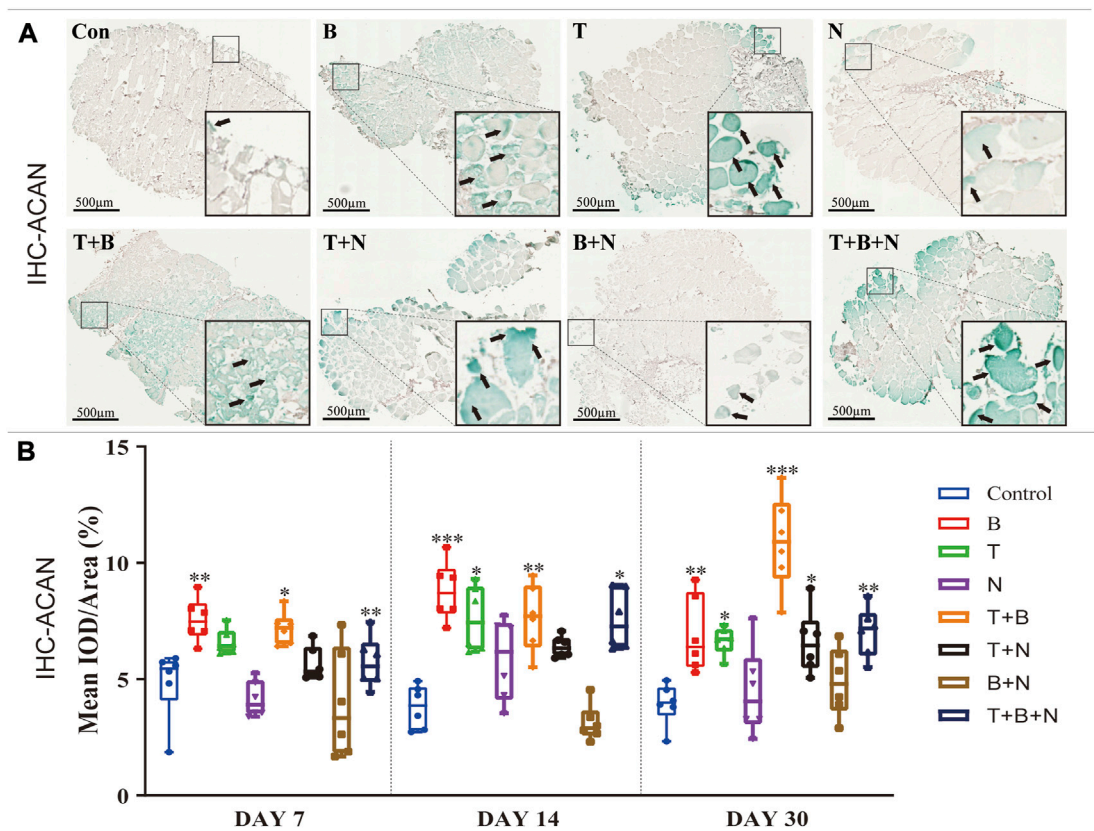 A
IHC-ACAN
Con
B
T
N
500μm
500μm
500μm
500μm
T+B
T+N
B+N
T+B+N
500μm
500μm
500μm
500μm
B
IHC-ACAN
Mean IOD/Area (%)
15
10
5
0
**
*
**
***
*
**
*
**
*
***
*
**
DAY 7
DAY 14
DAY 30
Control
B
T
N
T+B
T+N
B+N
T+B+N